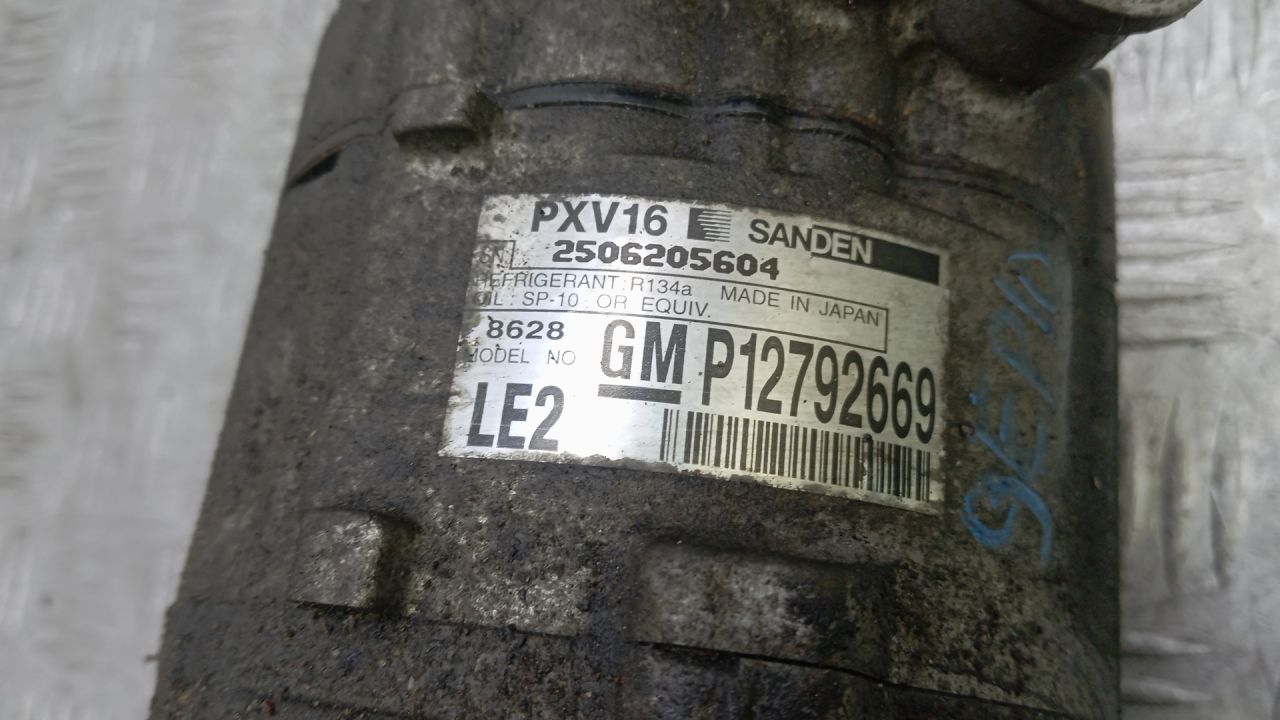 PXV16 SANDEN
SN 2506205604
REFRIGERANT : R134a MADE IN JAPAN
OIL : SP-10 OR EQUIV.
8628 GM P12792669
MODEL NO
LE2